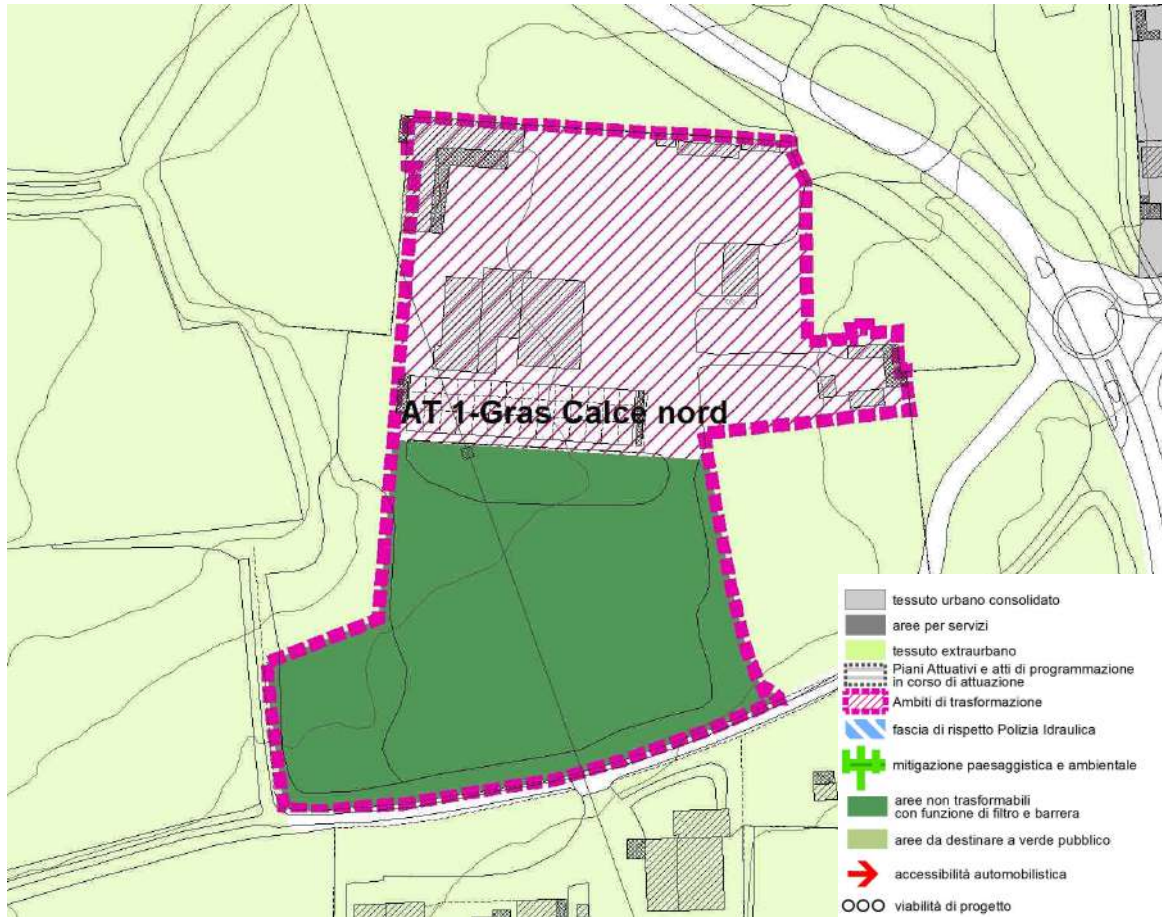 AT 1-Gras Calce nord
tessuto urbano consolidato
aree per servizi
tessuto extraurbano
Piani Attuativi e atti di programmazione
in corso di attuazione
Ambiti di trasformazione
fascia di rispetto Polizia Idraulica
mitigazione paesaggistica e ambientale
aree non trasformabili
con funzione di filtro e barrera
aree da destinare a verde pubblico
accessibilità automobilistica
viabilità di progetto